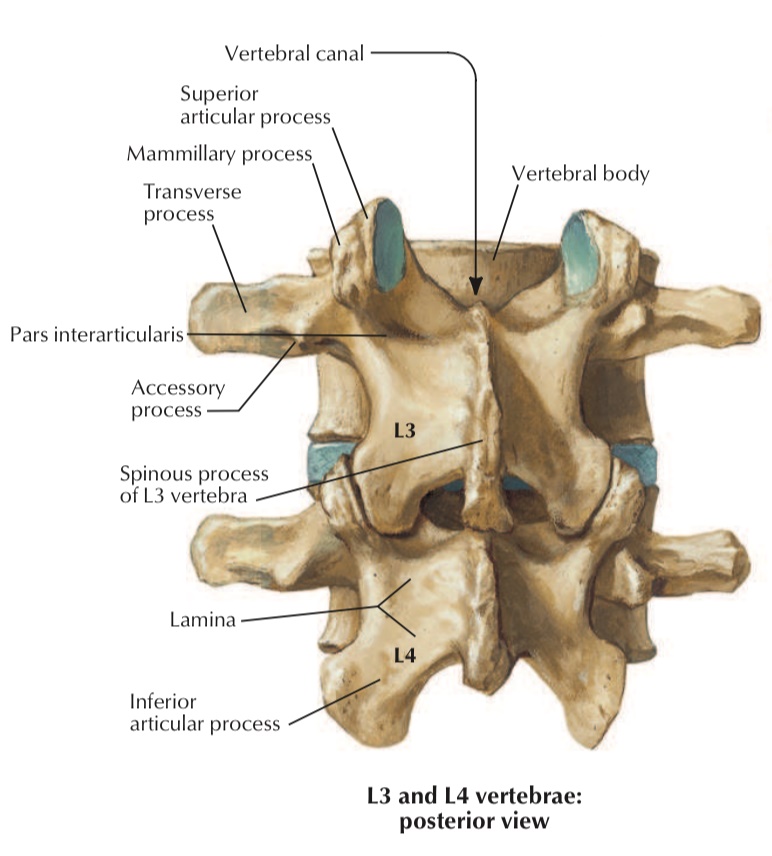 Vertebral canal
Superior
articular process
Mammillary process
Vertebral body
Transverse
process
Pars interarticularis
Accessory
process
L3
Spinous process
of L3 vertebra
Lamina
L4
Inferior
articular process
L3 and L4 vertebrae:
posterior view